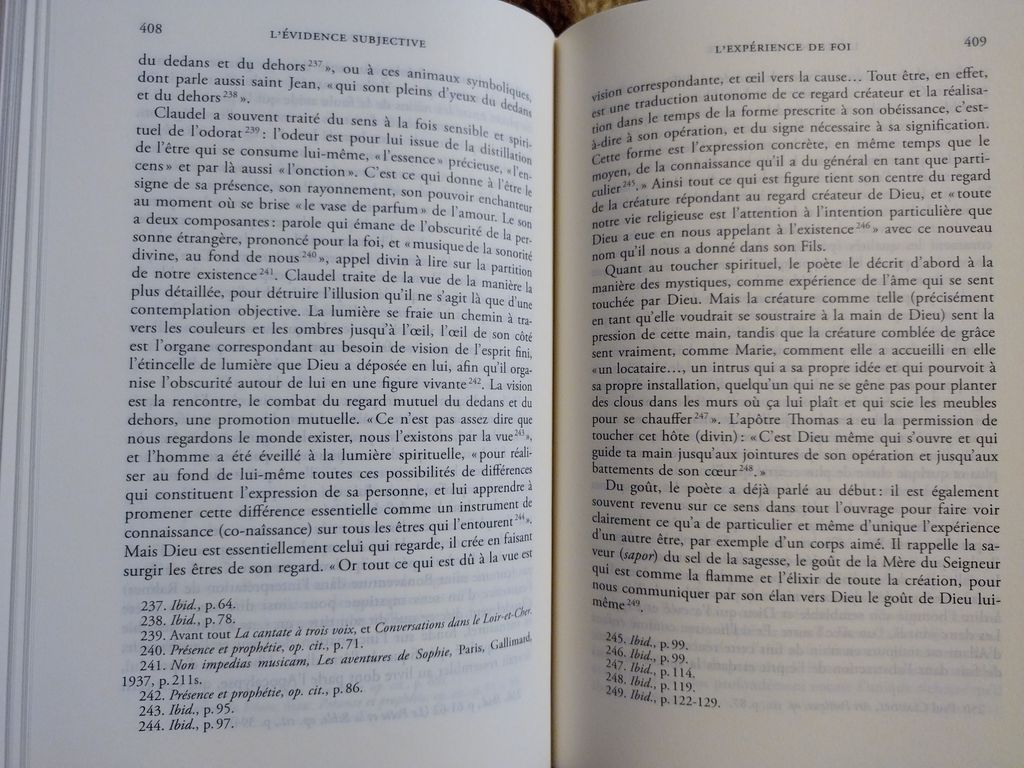 408
L'ÉVIDENCE SUBJECTIVE
du dedans et du dehors 237 », ou à ces animaux symboliques,
dont parle aussi saint Jean, « qui sont pleins d'yeux du dedans
et du dehors 238 ».
Claudel a souvent traité du sens à la fois sensible et spiri-
tuel de l'odorat 239 : l'odeur est pour lui issue de la distillation
de l'être qui se consume lui-même, « l'essence » précieuse, « l'en-
cens » et par là aussi « l'onction ». C'est ce qui donne à l'être le
signe de sa présence, son rayonnement, son pouvoir enchanteur
au moment où se brise « le vase de parfum » de l'amour. Le son
a deux composantes : parole qui émane de l'obscurité de la per-
sonne étrangère, prononcé pour la foi, et « musique de la sonorité
divine, au fond de nous 240 », appel divin à lire sur la partition
de notre existence 241. Claudel traite de la vue de la manière la
plus détaillée, pour détruire l'illusion qu'il ne s'agit là que d'une
contemplation objective. La lumière se fraie un chemin à tra-
vers les couleurs et les ombres jusqu'à l'œil, l'œil de son côté
est l'organe correspondant au besoin de vision de l'esprit fini,
l'étincelle de lumière que Dieu a déposée en lui, afin qu'il orga-
nise l'obscurité autour de lui en une figure vivante 242. La vision
est la rencontre, le combat du regard mutuel du dedans et du
dehors, une promotion mutuelle. « Ce n'est pas assez dire que
nous regardons le monde exister, nous l'existons par la vue 243 »,
et l'homme a été éveillé à la lumière spirituelle, « pour réali-
ser au fond de lui-même toutes ces possibilités de différences
qui constituent l'expression de sa personne, et lui apprendre à
promener cette différence essentielle comme un instrument de
connaissance (co-naîssance) sur tous les êtres qui l'entourent 244 ».
Mais Dieu est essentiellement celui qui regarde, il crée en faisant
surgir les êtres de son regard. « Or tout ce qui est dû à la vue est
237. Ibid., p. 64.
238. Ibid., p. 78.
239. Avant tout La cantate à trois voix, et Conversations dans le Loir-et-Cher.
240. Présence et prophétie, op. cit., p. 71.
241. Non impedias musicam, Les aventures de Sophie, Paris, Gallimard,
1937, p. 211s.
242. Présence et prophétie, op. cit., p. 86.
243. Ibid., p. 95.
244. Ibid., p. 97.
L'EXPÉRIENCE DE FOI
409
vision correspondante, et œil vers la cause… Tout être, en effet,
est une traduction autonome de ce regard créateur et la réalisa-
tion dans le temps de la forme prescrite à son obéissance, c'est-
à-dire à son opération, et du signe nécessaire à sa signification.
Cette forme est l'expression concrète, en même temps que le
moyen, de la connaissance qu'il a du général en tant que parti-
culier 245. » Ainsi tout ce qui est figure tient son centre du regard
de la créature répondant au regard créateur de Dieu, et « toute
notre vie religieuse est l'attention à l'intention particulière que
Dieu a eue en nous appelant à l'existence 246 » avec ce nouveau
nom qu'il nous a donné dans son Fils.
Quant au toucher spirituel, le poète le décrit d'abord à la
manière des mystiques, comme expérience de l'âme qui se sent
touchée par Dieu. Mais la créature comme telle (précisément
en tant qu'elle voudrait se soustraire à la main de Dieu) sent la
pression de cette main, tandis que la créature comblée de grâce
sent vraiment, comme Marie, comment elle a accueilli en elle
« un locataire…, un intrus qui a sa propre idée et qui pourvoit à
sa propre installation, quelqu'un qui ne se gêne pas pour planter
des clous dans les murs où ça lui plaît et qui scie les meubles
pour se chauffer 247 ». L'apôtre Thomas a eu la permission de
toucher cet hôte (divin) : « C'est Dieu même qui s'ouvre et qui
guide ta main jusqu'aux jointures de son opération et jusqu'aux
battements de son cœur 248. »
Du goût, le poète a déjà parlé au début : il est également
souvent revenu sur ce sens dans tout l'ouvrage pour faire voir
clairement ce qu'a de particulier et même d'unique l'expérience
d'un autre être, par exemple d'un corps aimé. Il rappelle la sa-
veur (sapor) du sel de la sagesse, le goût de la Mère du Seigneur
qui est comme la flamme et l'élixir de toute la création, pour
nous communiquer par son élan vers Dieu le goût de Dieu lui-
même 249.
245. Ibid., p. 99.
246. Ibid., p. 99.
247. Ibid., p. 114.
248. Ibid., p. 119.
249. Ibid., p. 122-129.